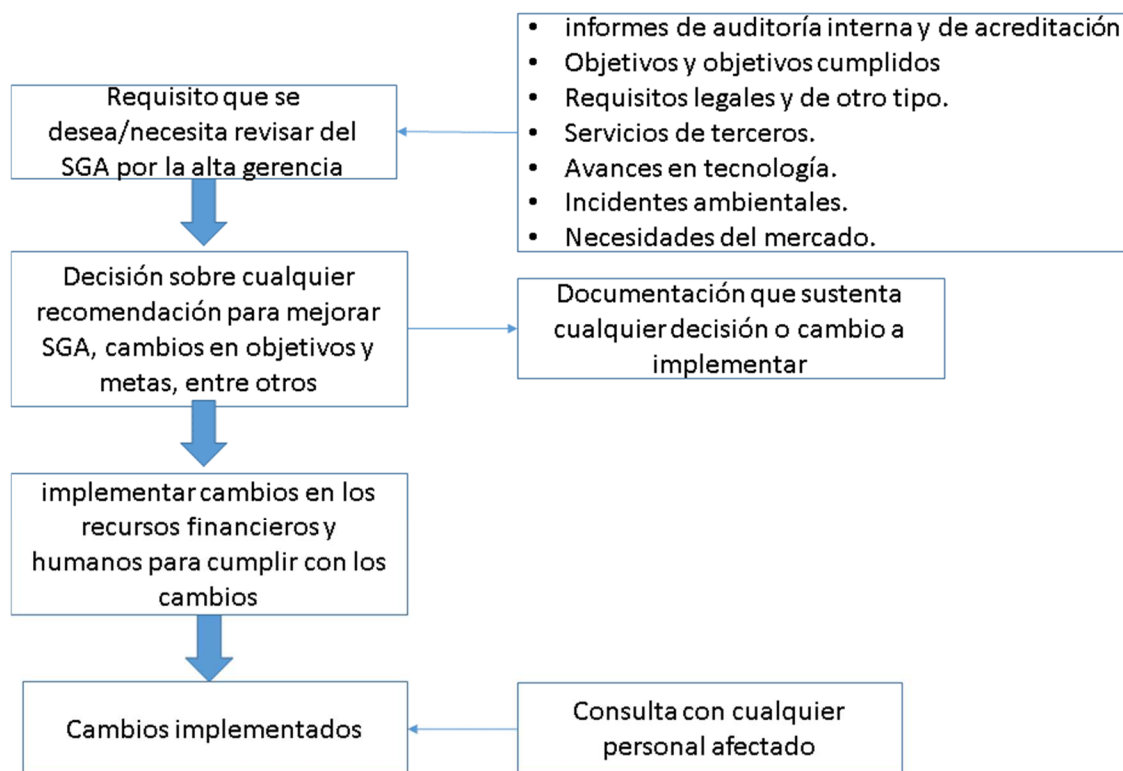 • informes de auditoría interna y de acreditación
• Objetivos y objetivos cumplidos
• Requisitos legales y de otro tipo.
• Servicios de terceros.
• Avances en tecnología.
• Incidentes ambientales.
• Necesidades del mercado.
Requisito que se
desea/necesita revisar del
SGA por la alta gerencia
Decisión sobre cualquier
recomendación para mejorar
SGA, cambios en objetivos y
metas, entre otros
Documentación que sustenta
cualquier decisión o cambio a
implementar
implementar cambios en los
recursos financieros y
humanos para cumplir con los
cambios
Cambios implementados
Consulta con cualquier
personal afectado